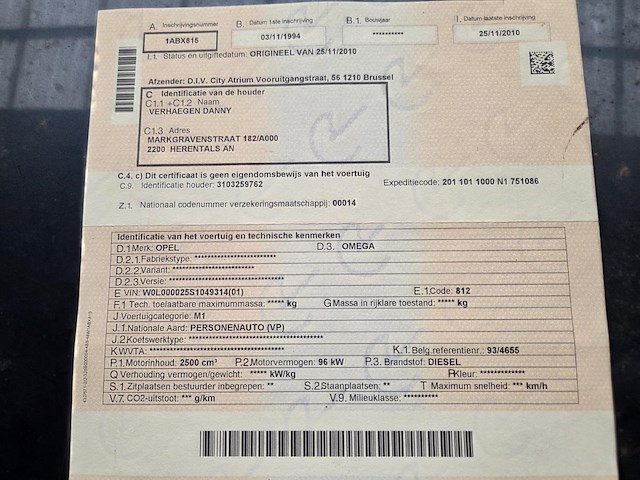 A. Inschrijvingsnummer B. Datum 1ste inschrijving B.1. Bouwjaar I. Datum laatste inschrijving
1ABX815 03/11/1994 ********** 25/11/2010
I.1. Status en uitgiftedatum: ORIGINEEL VAN 25/11/2010
Afzender: D.I.V. City Atrium Vooruitgangstraat, 56 1210 Brussel
C Identificatie van de houder
C1.1 +C1.2 Naam
VERHAEGEN DANNY
C1.3 Adres
MARKGRAVENSTRAAT 182/A000
2200 HERENTALS AN
C.4. c) Dit certificaat is geen eigendomsbewijs van het voertuig
C.9. Identificatie houder: 3103259762 Expeditiecode: 201 101 1000 N1 751086
Z.1. Nationaal codenummer verzekeringsmaatschappij: 00014
Identificatie van het voertuig en technische kenmerken
D.1 Merk: OPEL D.3. OMEGA
D.2.1. Fabriekstype: **********************
D.2.2. Variant: **********************
D.2.3. Versie: *******************************
E VIN: W0L000025S1049314(01) E.1. Code: 812
F.1 Tech. toelaatbare maximummassa: ***** kg G Massa in rijklare toestand: ***** kg
J Voertuigcategorie: M1
J.1. Nationale Aard: PERSONENAUTO (VP)
J.2. Koetswerktype: ****************************
K WVTA: *********************************** K.1. Belg.referentienr.: 93/4655
P.1. Motorinhoud: 2500 cm³ P.2. Motorvermogen: 96 kW P.3. Brandstof: DIESEL
Q Verhouding vermogen/gewicht: ***** kW/kg R Kleur: ************
S.1. Zitplaatsen bestuurder inbegrepen: ** S.2. Staanplaatsen: ** T Maximum snelheid: *** km/h
V.7. CO2-uitstoot: *** g/km V.9. Milieuklasse: *********